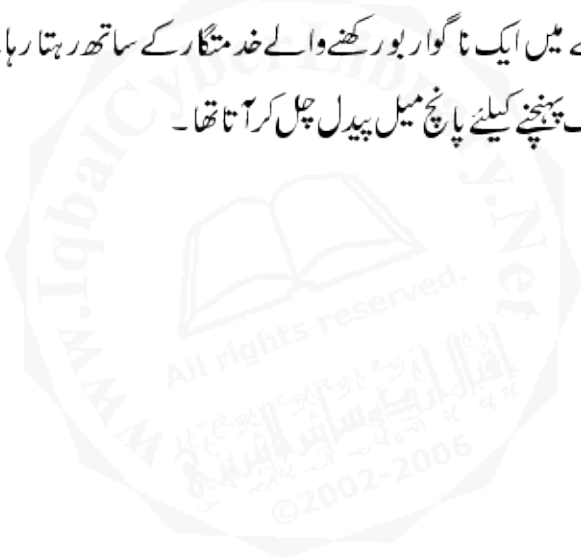 میں ایک ناگوار بو رکھنے والے خدمتگار کے ساتھ رہتا رہا
پہنچنے کیلئے پانچ میل پیدل چل کر آتا تھا۔
www.IqbalCyberLibrary.Net
All rights reserved.
©2002-2006